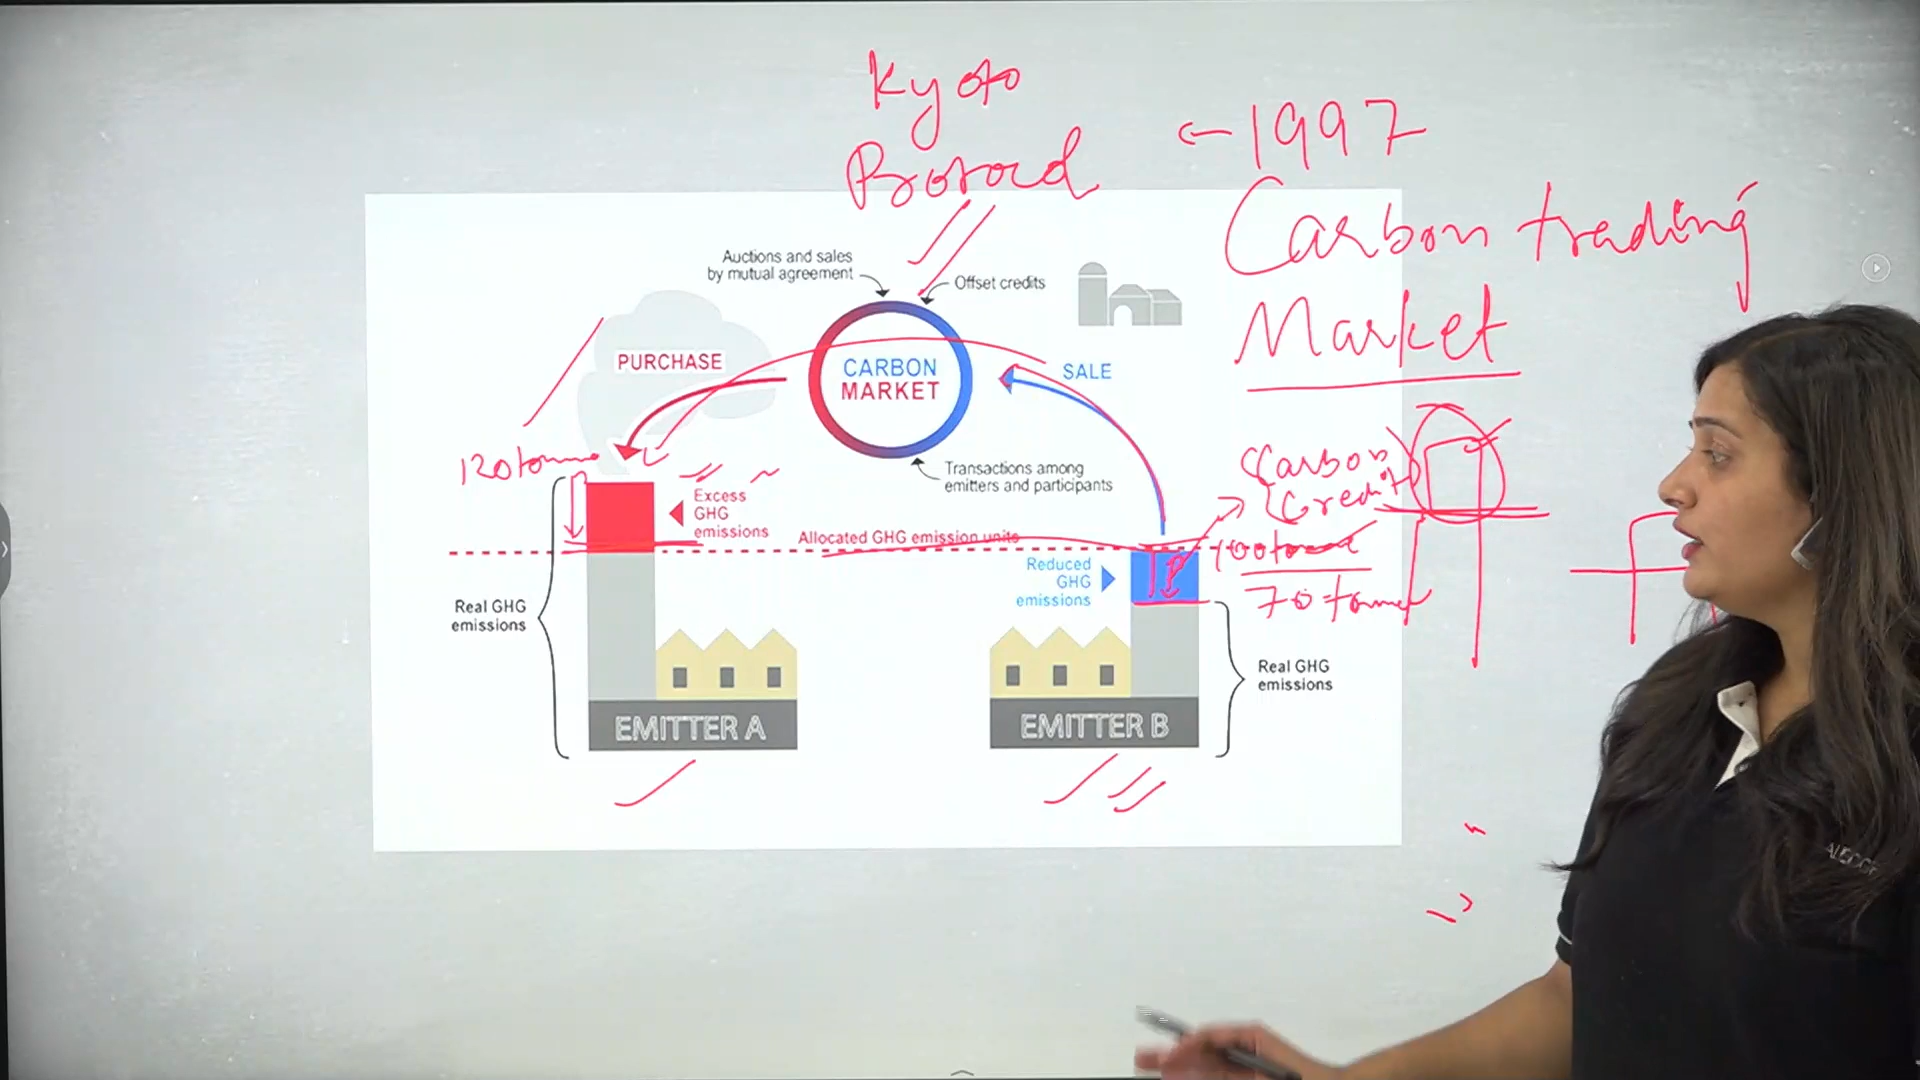 Kyoto
Protocol
←1997
Carbon trading
Market
Auctions and sales
by mutual agreement
Offset credits
PURCHASE
CARBON
MARKET
SALE
120 tonne
Transactions among
emitters and participants
Carbon
Credit
Excess
GHG
emissions
Allocated GHG emission units
100 tonne
Reduced
GHG
emissions
70 tonne
Real GHG
emissions
Real GHG
emissions
EMITTER A
EMITTER B